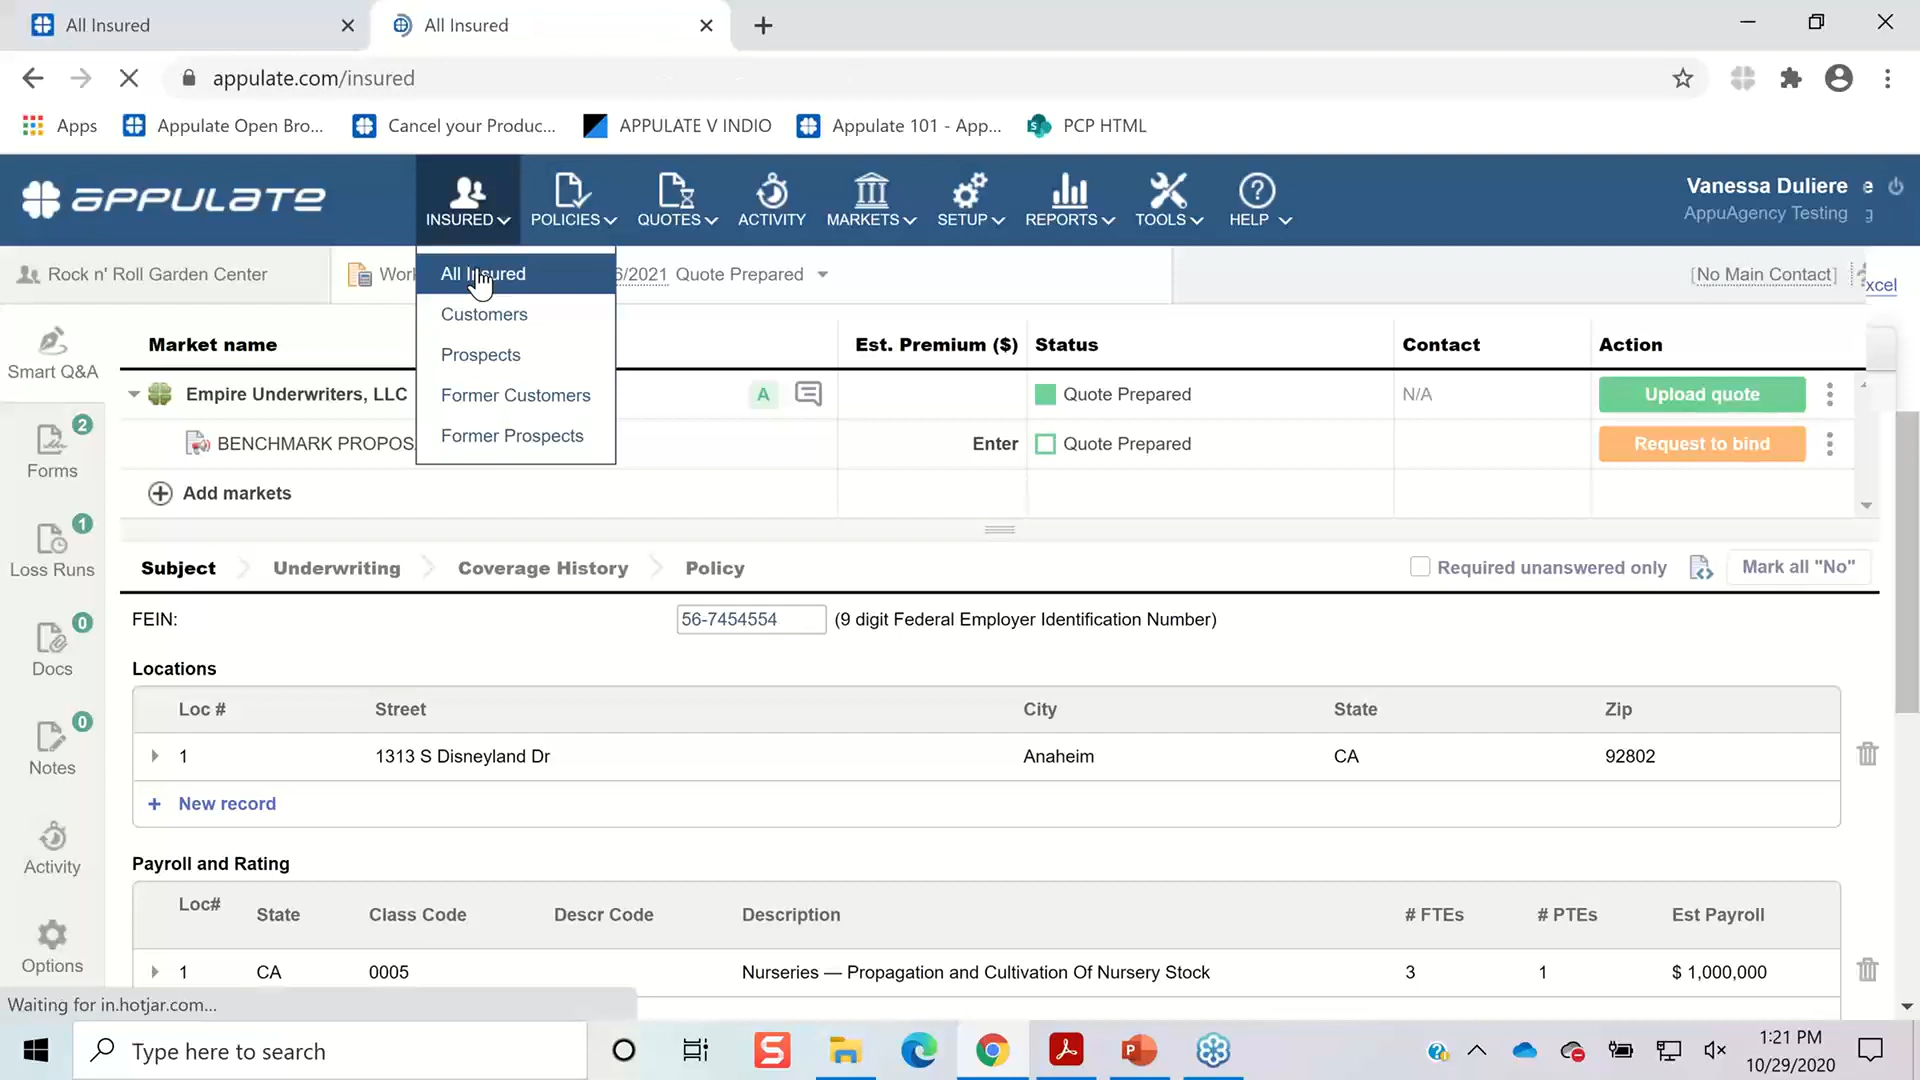 All Insured
All Insured
appulate.com/insured
Apps
Appulate Open Bro...
Cancel your Produc...
APPULATE V INDIO
Appulate 101 - App...
PCP HTML
APPULATE
INSURED
POLICIES
QUOTES
ACTIVITY
MARKETS
SETUP
REPORTS
TOOLS
HELP
Vanessa Duliere e
AppuAgency Testing g
Rock n' Roll Garden Center
Work
6/2021 Quote Prepared
[No Main Contact]
xcel
All Insured
Customers
Prospects
Former Customers
Former Prospects
Smart Q&A
Market name
Est. Premium ($)
Status
Contact
Action
Empire Underwriters, LLC
A
Quote Prepared
N/A
Upload quote
BENCHMARK PROPOS
Enter
Quote Prepared
Request to bind
Add markets
2
Forms
1
Loss Runs
0
Docs
0
Notes
Activity
Options
Subject
Underwriting
Coverage History
Policy
Required unanswered only
Mark all "No"
FEIN:
56-7454554
(9 digit Federal Employer Identification Number)
Locations
Loc # Street City State Zip
1 1313 S Disneyland Dr Anaheim CA 92802
+ New record
Payroll and Rating
Loc# State Class Code Descr Code Description # FTEs # PTEs Est Payroll
1 CA 0005 Nurseries — Propagation and Cultivation Of Nursery Stock 3 1 $ 1,000,000
Waiting for in.hotjar.com...
Type here to search
1:21 PM
10/29/2020